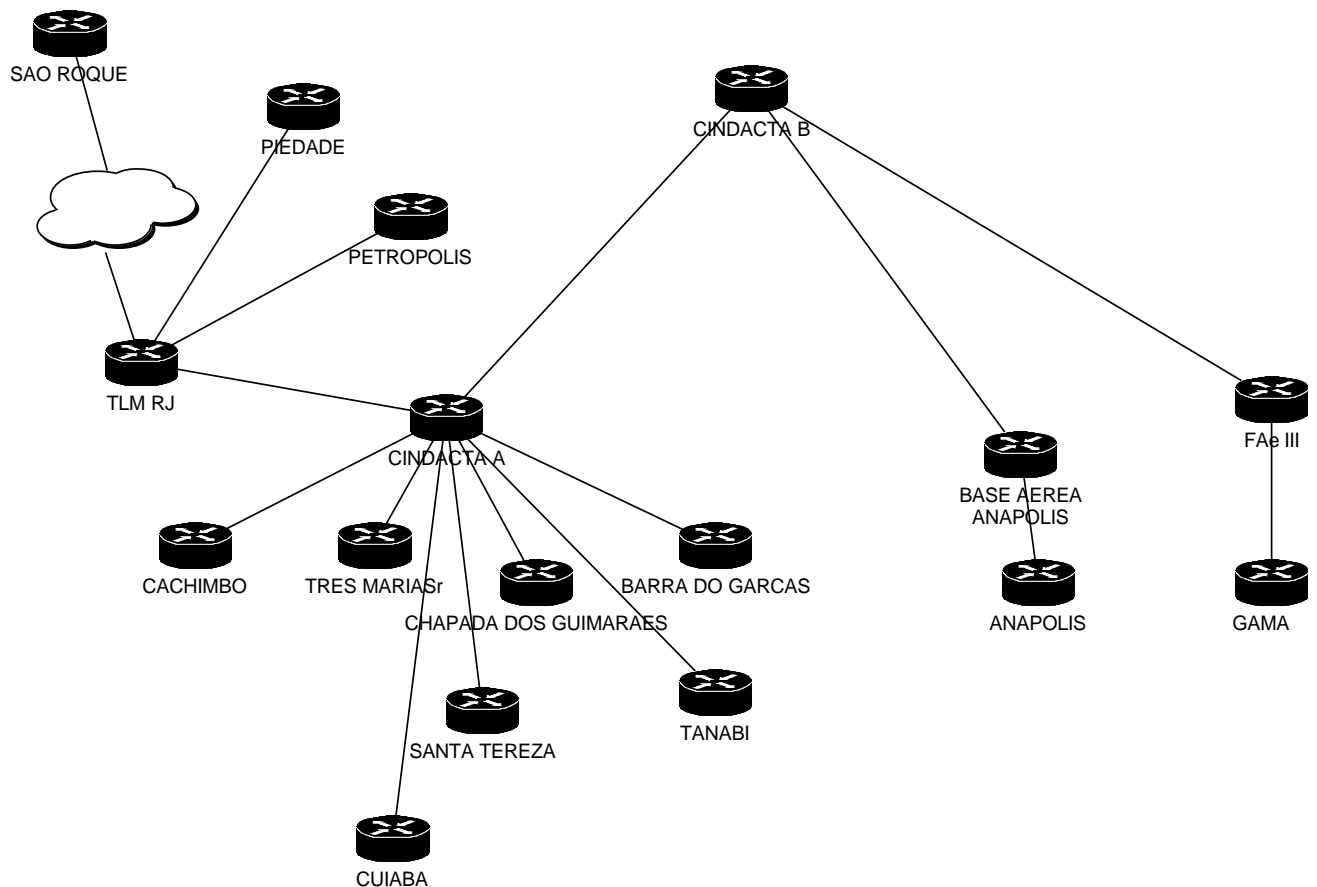 SAO ROQUE
PIEDADE
CINDACTA B
PETROPOLIS
TLM RJ
CINDACTA A
FAe III
BASE AEREA
ANAPOLIS
CACHIMBO
TRES MARIASr
BARRA DO GARCAS
CHAPADA DOS GUIMARAES
ANAPOLIS
GAMA
TANABI
SANTA TEREZA
CUIABA